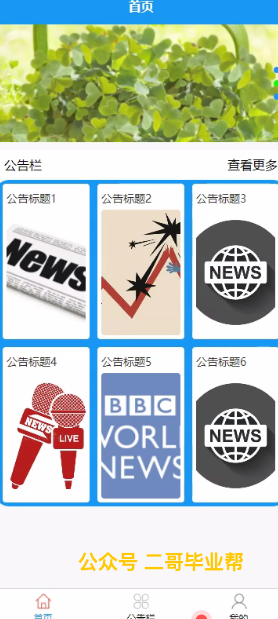 首页
公告栏 查看更多
公告标题1 公告标题2 公告标题3
News
NEWS
公告标题4 公告标题5 公告标题6
NEWS LIVE
BBC
WORLD
NEWS
NEWS
公众号 二哥毕业帮
首页 公告栏 我的